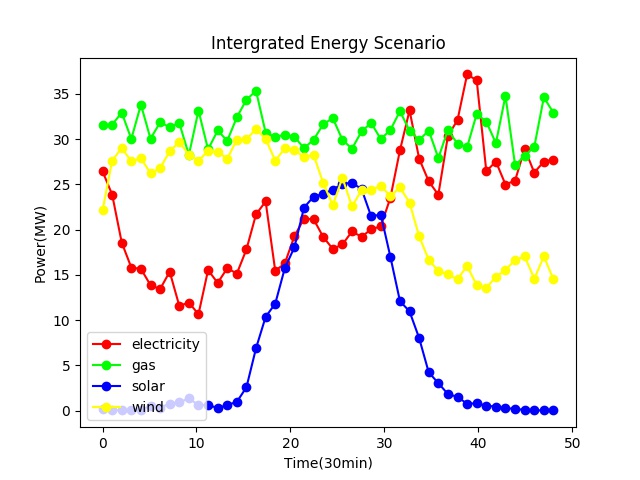 Intergrated Energy Scenario
Power(MW)
35
30
25
20
15
10
5
0
electricity
gas
solar
wind
0 10 20 30 40 50
Time(30min)